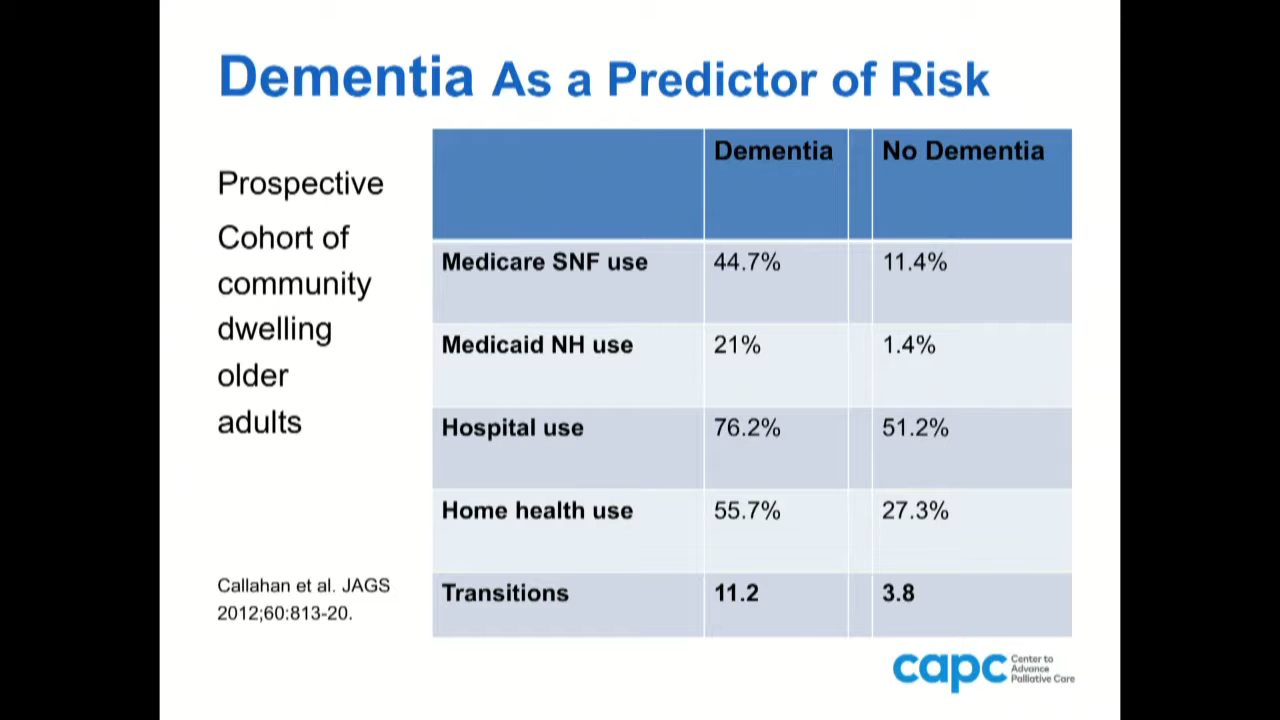 Dementia As a Predictor of Risk
Prospective
Cohort of
community
dwelling
older
adults
Callahan et al. JAGS
2012;60:813-20.
Dementia No Dementia
Medicare SNF use 44.7% 11.4%
Medicaid NH use 21% 1.4%
Hospital use 76.2% 51.2%
Home health use 55.7% 27.3%
Transitions 11.2 3.8
capc
Center to
Advance
Palliative Care